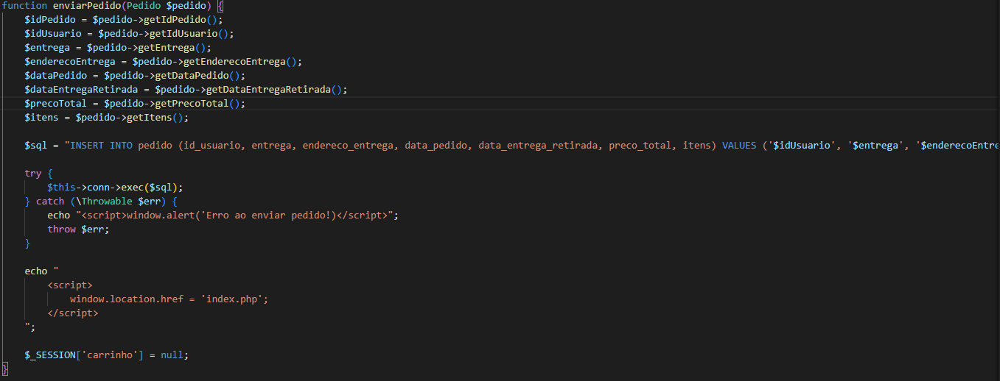 function enviarPedido(Pedido $pedido) {
$idPedido = $pedido->getIdPedido();
$idUsuario = $pedido->getIdUsuario();
$entrega = $pedido->getEntrega();
$enderecoEntrega = $pedido->getEnderecoEntrega();
$dataPedido = $pedido->getDataPedido();
$dataEntregaRetirada = $pedido->getDataEntregaRetirada();
$precoTotal = $pedido->getPrecoTotal();
$itens = $pedido->getItens();
$sql = "INSERT INTO pedido (id_usuario, entrega, endereco_entrega, data_pedido, data_entrega_retirada, preco_total, itens) VALUES ('$idUsuario', '$entrega', '$enderecoEntre
try {
$this->conn->exec($sql);
} catch (\Throwable $err) {
echo "<script>window.alert('Erro ao enviar pedido!)</script>";
throw $err;
}
echo "
<script>
window.location.href = 'index.php';
</script>
";
$_SESSION['carrinho'] = null;
}